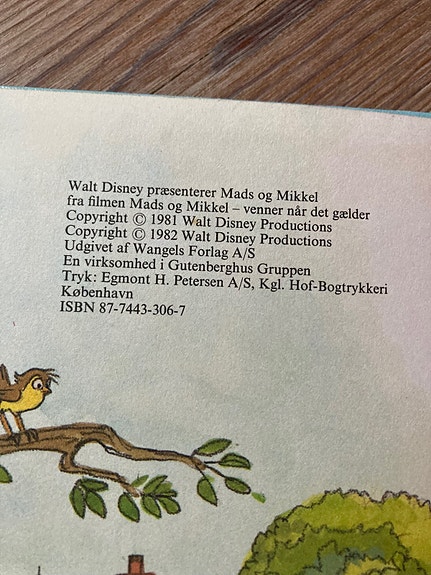 Walt Disney præsenterer Mads og Mikkel
fra filmen Mads og Mikkel – venner når det gælder
Copyright © 1981 Walt Disney Productions
Copyright © 1982 Walt Disney Productions
Udgivet af Wangels Forlag A/S
En virksomhed i Gutenberghus Gruppen
Tryk: Egmont H. Petersen A/S, Kgl. Hof-Bogtrykkeri
København
ISBN 87-7443-306-7